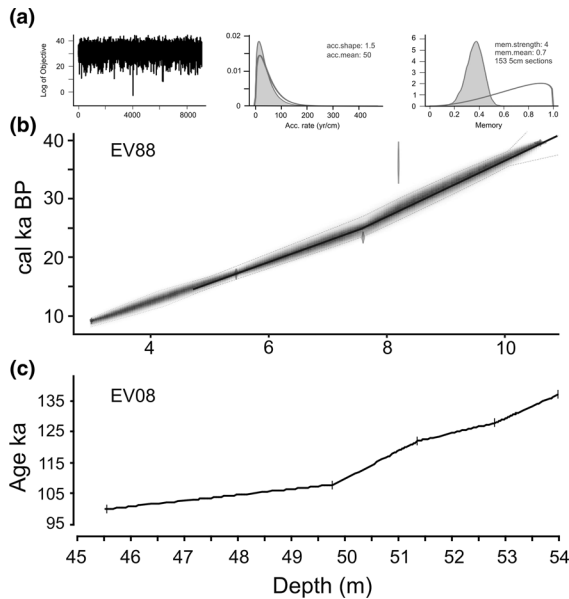 (a)
Log of Objective
40
20
0
0 4000 9000
0.02
0.01
0
acc.shape: 1.5
acc.mean: 50
0 100 200 300 400
Acc. rate (yr/cm)
6
5
4
3
2
1
0
mem.strength: 4
mem.mean: 0.7
153 5cm sections
0.0 0.2 0.4 0.6 0.8 1.0
Memory
(b)
EV88
cal ka BP
40
30
20
10
4 6 8 10
(c)
EV08
Age ka
135
125
115
105
95
45 46 47 48 49 50 51 52 53 54
Depth (m)